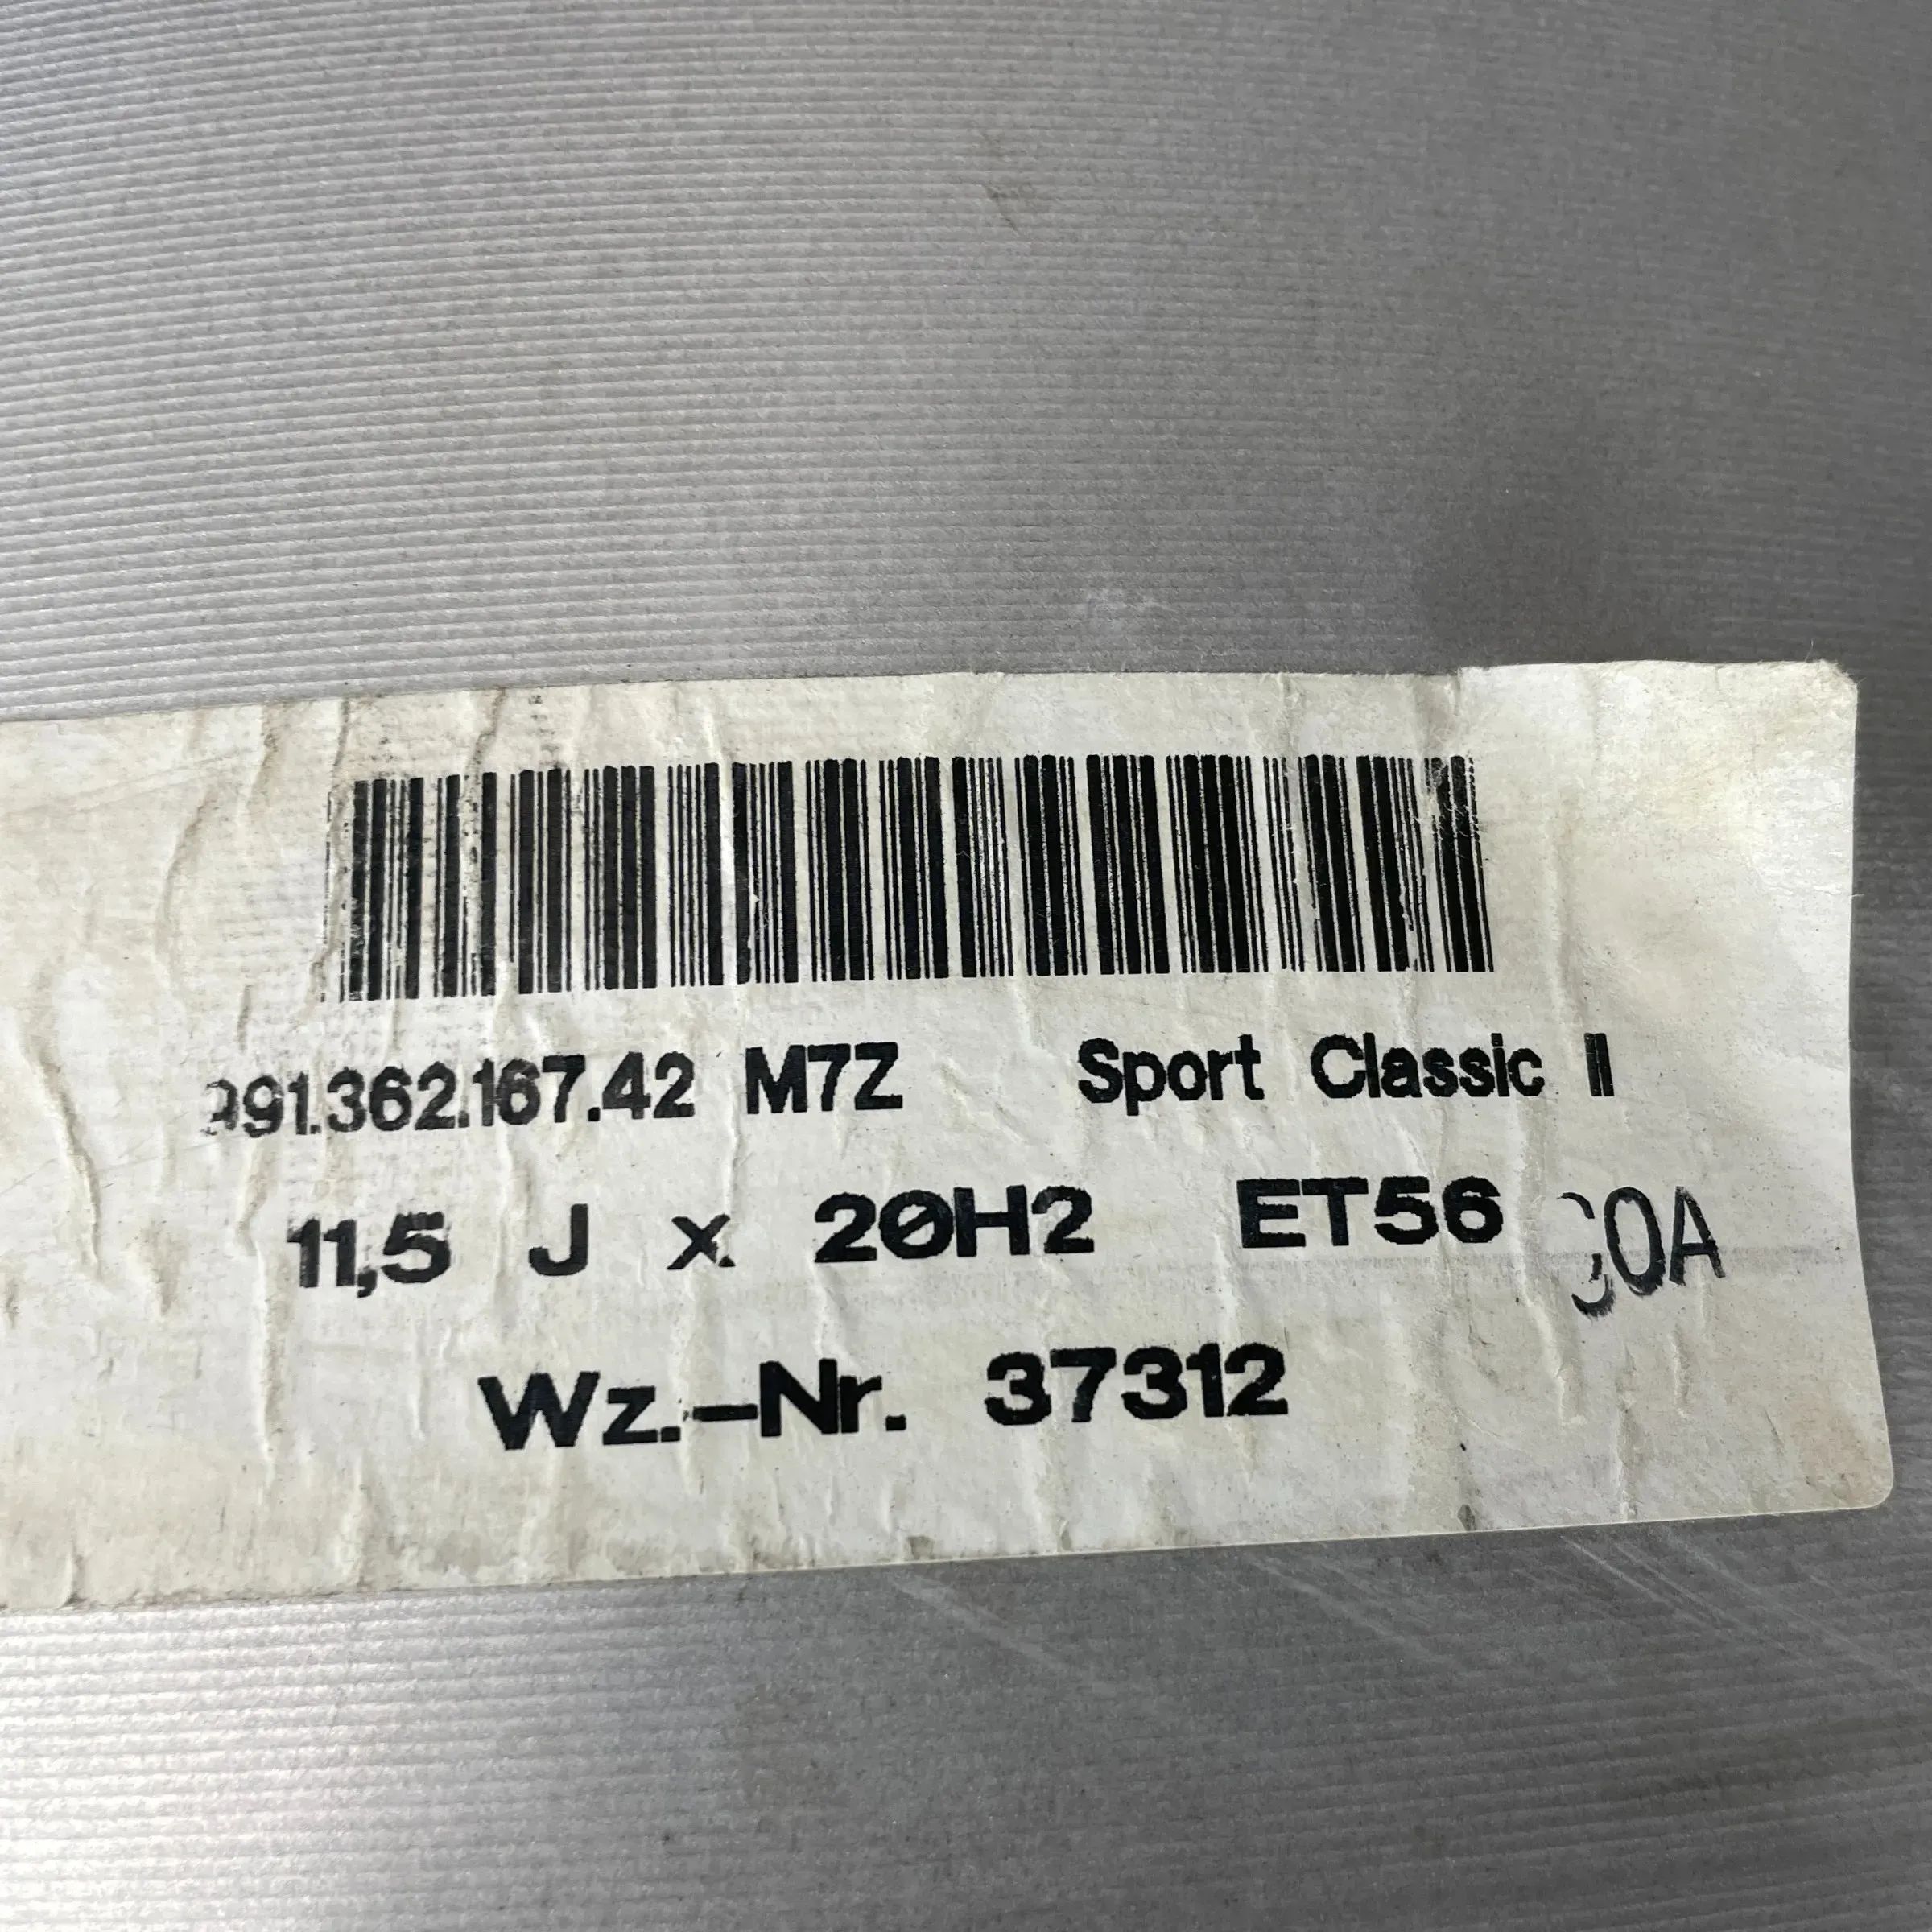 991.362.167.42 M7Z Sport Classic II
11,5 J x 20H2 ET56
Wz.-Nr. 37312